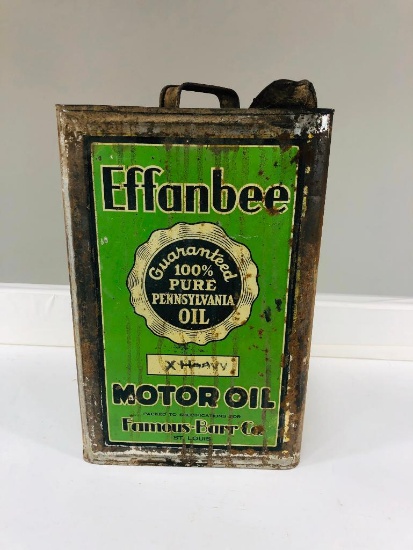 Effanbee
Guaranteed
100%
PURE
PENNSYLVANIA
OIL
X Heavy
MOTOR OIL
PACKED TO SPECIFICATIONS FOR
Famous-Barr Co.
ST. LOUIS